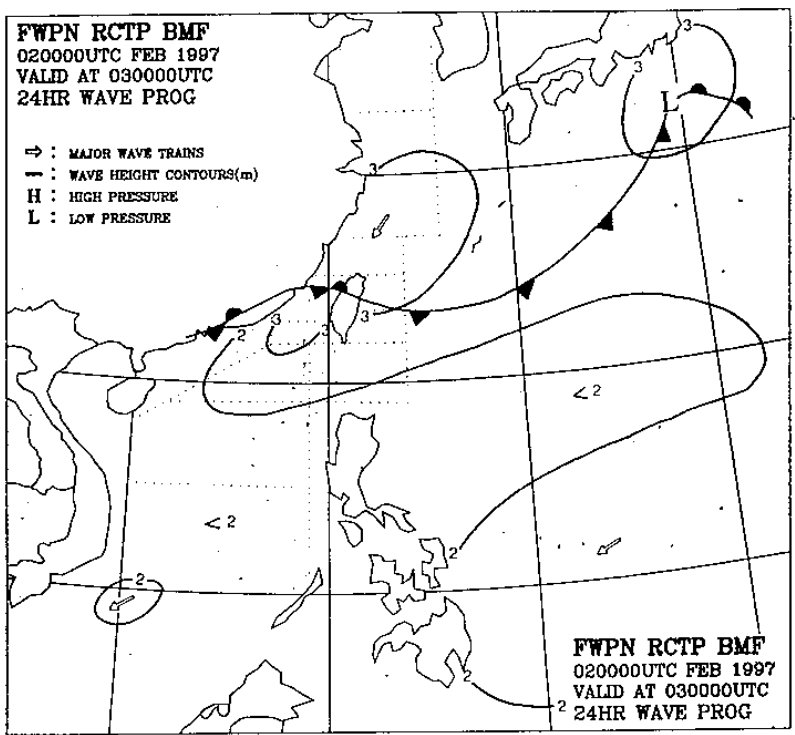 FWPN RCTP BMF
020000UTC FEB 1997
VALID AT 030000UTC
24HR WAVE PROG
⇨ : MAJOR WAVE TRAINS
— : WAVE HEIGHT CONTOURS(m)
H : HIGH PRESSURE
L : LOW PRESSURE
3
3
L
3
2
3
3
3
<2
<2
2
2
2
2
FWPN RCTP BMF
020000UTC FEB 1997
VALID AT 030000UTC
24HR WAVE PROG